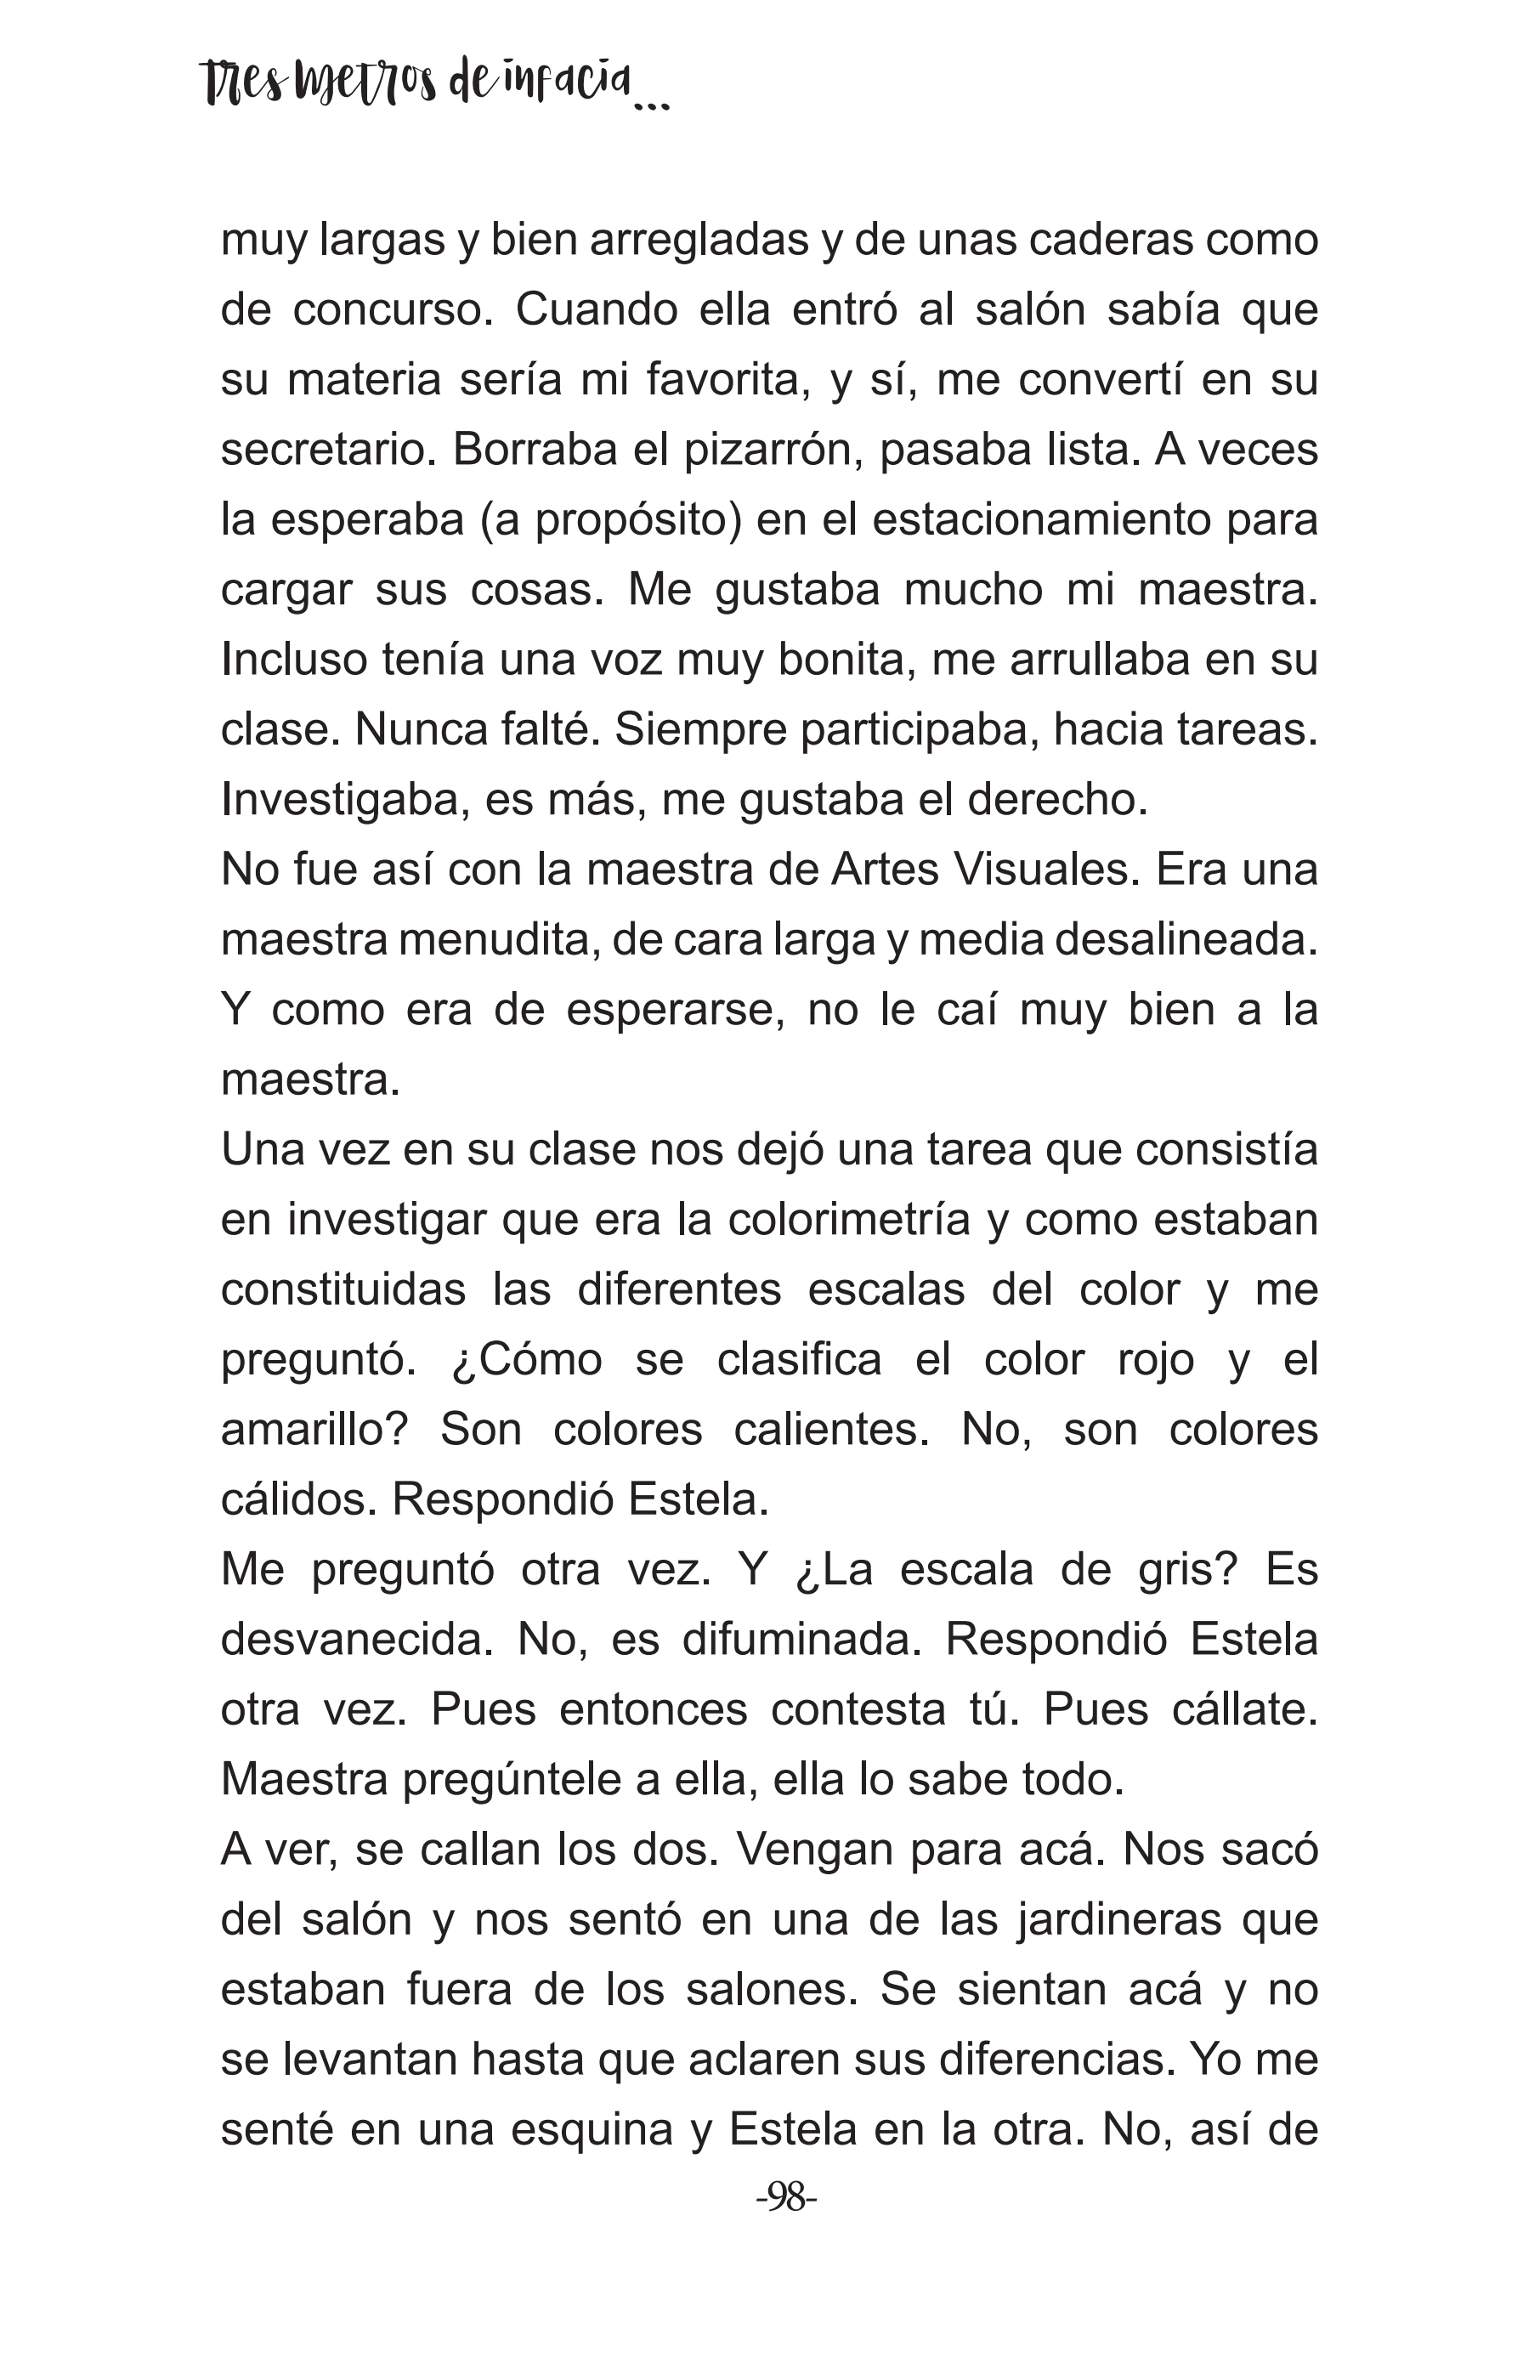 Tres metros de infacia...
muy largas y bien arregladas y de unas caderas como
de concurso. Cuando ella entró al salón sabía que
su materia sería mi favorita, y sí, me convertí en su
secretario. Borraba el pizarrón, pasaba lista. A veces
la esperaba (a propósito) en el estacionamiento para
cargar sus cosas. Me gustaba mucho mi maestra.
Incluso tenía una voz muy bonita, me arrullaba en su
clase. Nunca falté. Siempre participaba, hacia tareas.
Investigaba, es más, me gustaba el derecho.
No fue así con la maestra de Artes Visuales. Era una
maestra menudita, de cara larga y media desalineada.
Y como era de esperarse, no le caí muy bien a la
maestra.
Una vez en su clase nos dejó una tarea que consistía
en investigar que era la colorimetría y como estaban
constituidas las diferentes escalas del color y me
preguntó. ¿Cómo se clasifica el color rojo y el
amarillo? Son colores calientes. No, son colores
cálidos. Respondió Estela.
Me preguntó otra vez. Y ¿La escala de gris? Es
desvanecida. No, es difuminada. Respondió Estela
otra vez. Pues entonces contesta tú. Pues cállate.
Maestra pregúntele a ella, ella lo sabe todo.
A ver, se callan los dos. Vengan para acá. Nos sacó
del salón y nos sentó en una de las jardineras que
estaban fuera de los salones. Se sientan acá y no
se levantan hasta que aclaren sus diferencias. Yo me
senté en una esquina y Estela en la otra. No, así de
-98-